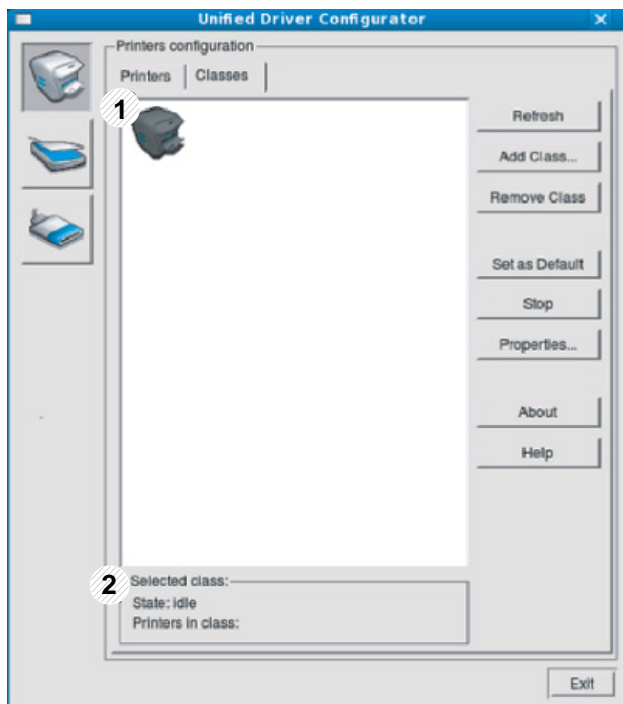 Unified Driver Configurator
Printers configuration
Printers
Classes
1
Refresh
Add Class...
Remove Class
Set as Default
Stop
Properties...
About
Help
2
Selected class:
State: idle
Printers in class:
Exit